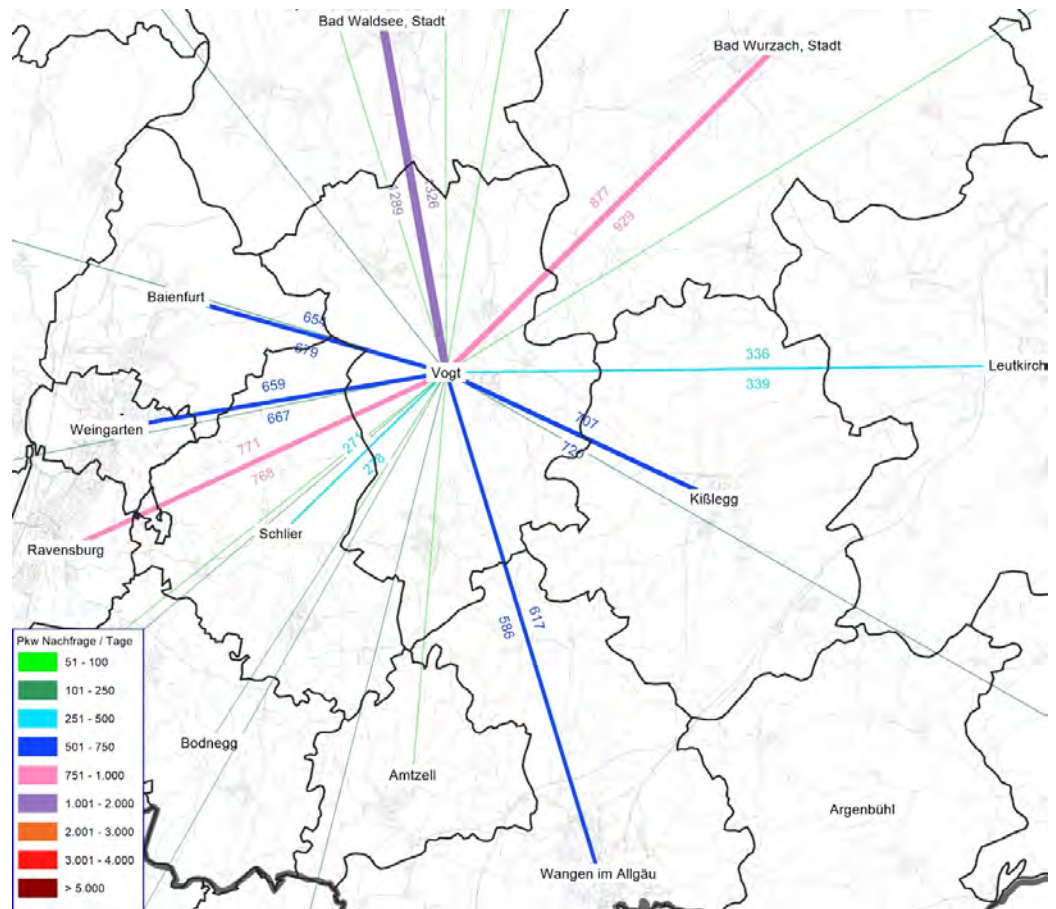 Bad Waldsee, Stadt
Bad Wurzach, Stadt
1289
1326
877
929
Baienfurt
658
679
Vogt
336
339
Leutkirch
659
667
Weingarten
707
771
768
271
278
Kißlegg
Schlier
Ravensburg
586
617
Pkw Nachfrage / Tage
51 - 100
101 - 250
251 - 500
501 - 750
751 - 1.000
1.001 - 2.000
2.001 - 3.000
3.001 - 4.000
> 5.000
Bodnegg
Amtzell
Argenbühl
Wangen im Allgäu